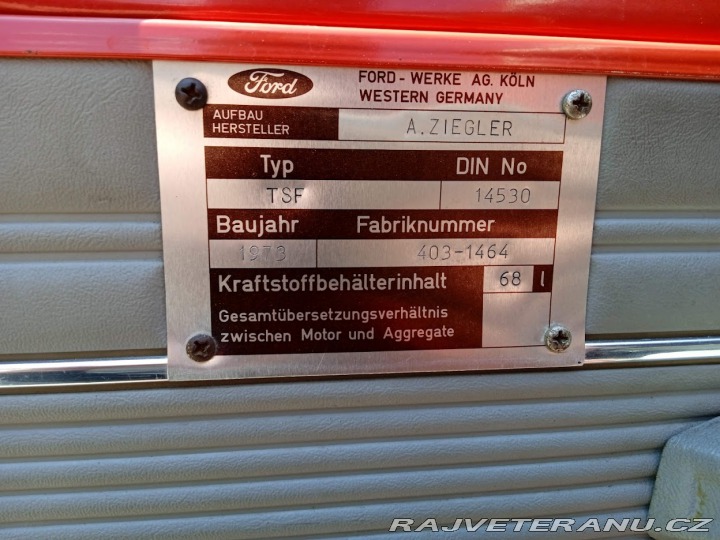 Ford
FORD-WERKE AG. KÖLN
WESTERN GERMANY
AUFBAU
HERSTELLER
A.ZIEGLER
Typ
DIN No
TSF
14530
Baujahr
Fabriknummer
1973
403-1464
Kraftstoffbehälterinhalt
68 l
Gesamtübersetzungsverhältnis
zwischen Motor und Aggregate
RAJVETERANU.CZ